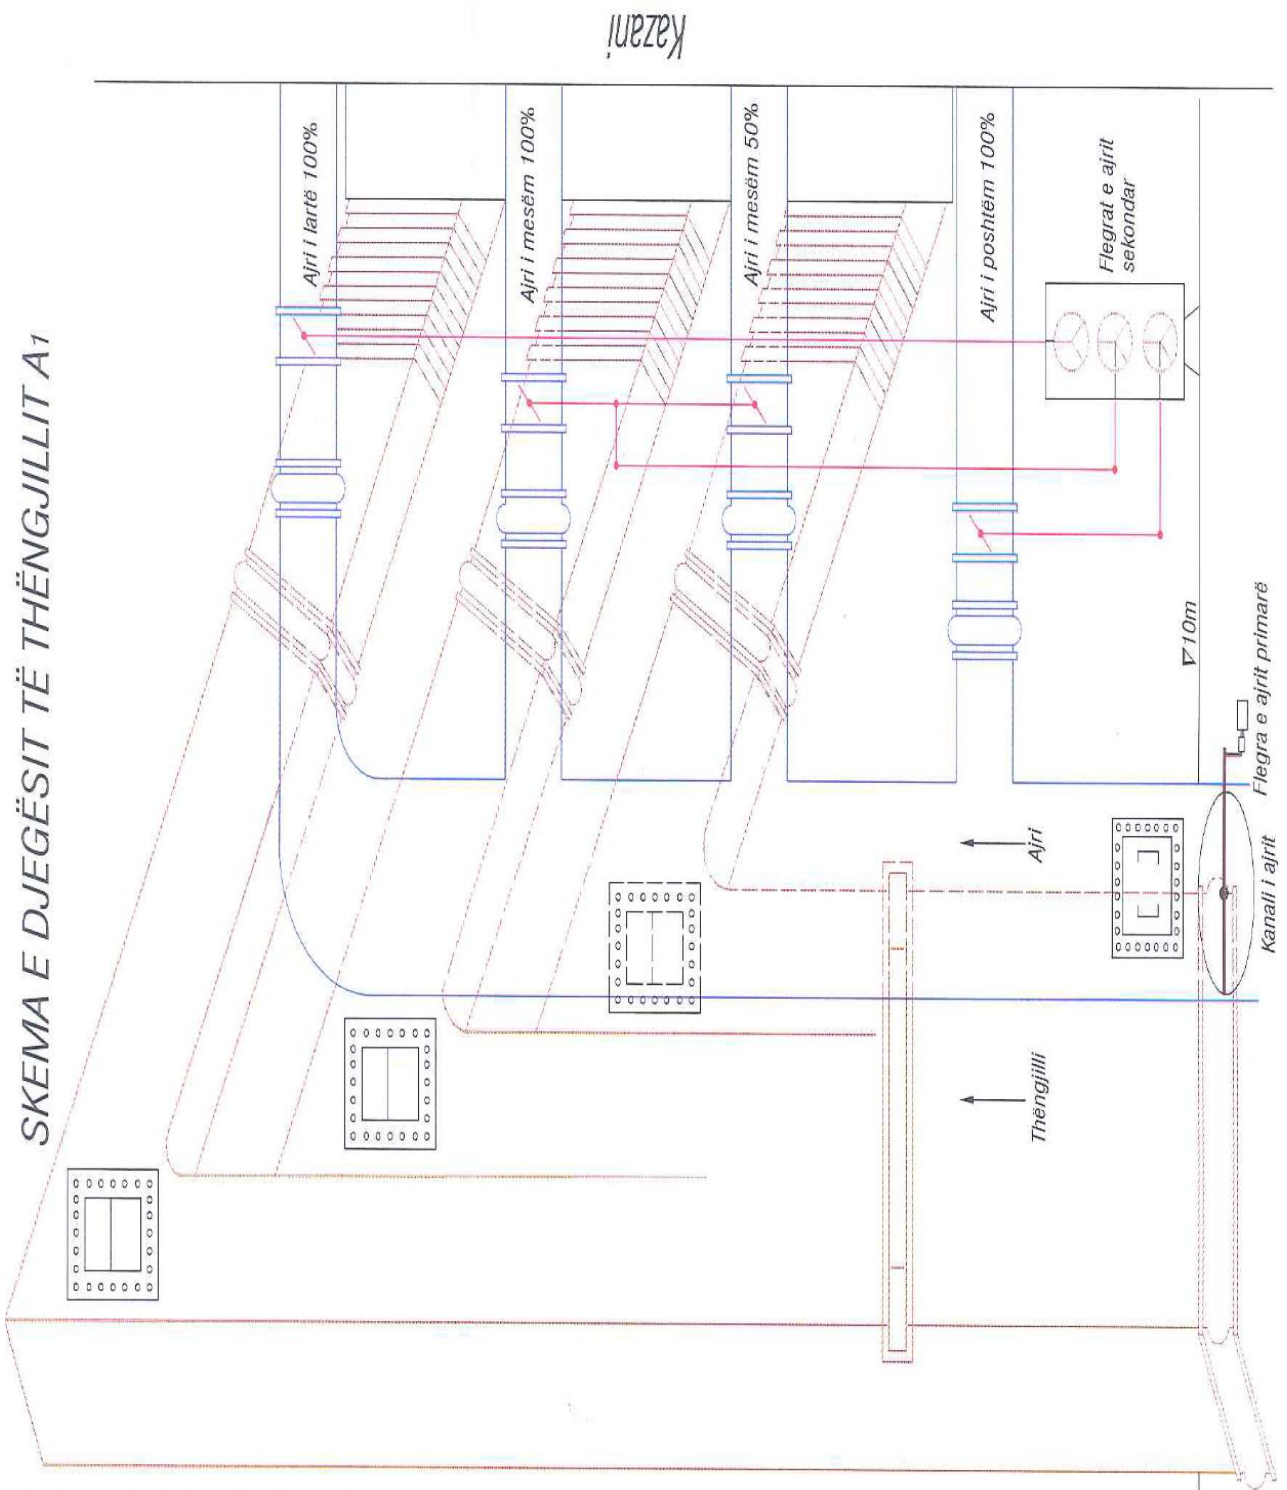 SKEMA E DJEGËSIT TË THËNGJILLIT A1
Kazani
Ajri i lartë 100%
Ajri i mesëm 100%
Ajri i mesëm 50%
Ajri i poshtëm 100%
Flegrat e ajrit
sekondar
∇10m
Ajri
Thëngjilli
Flegra e ajrit primarë
Kanali i ajrit